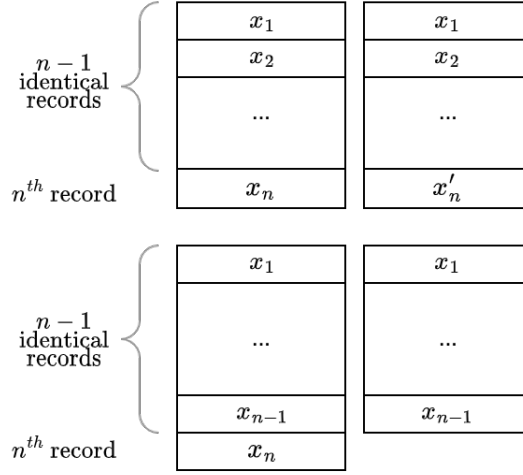 x₁ x₁
n − 1 x₂ x₂
identical
records
... ...
nᵗʰ record xₙ x′ₙ
x₁ x₁
n − 1
identical ... ...
records
xₙ₋₁ xₙ₋₁
nᵗʰ record xₙ